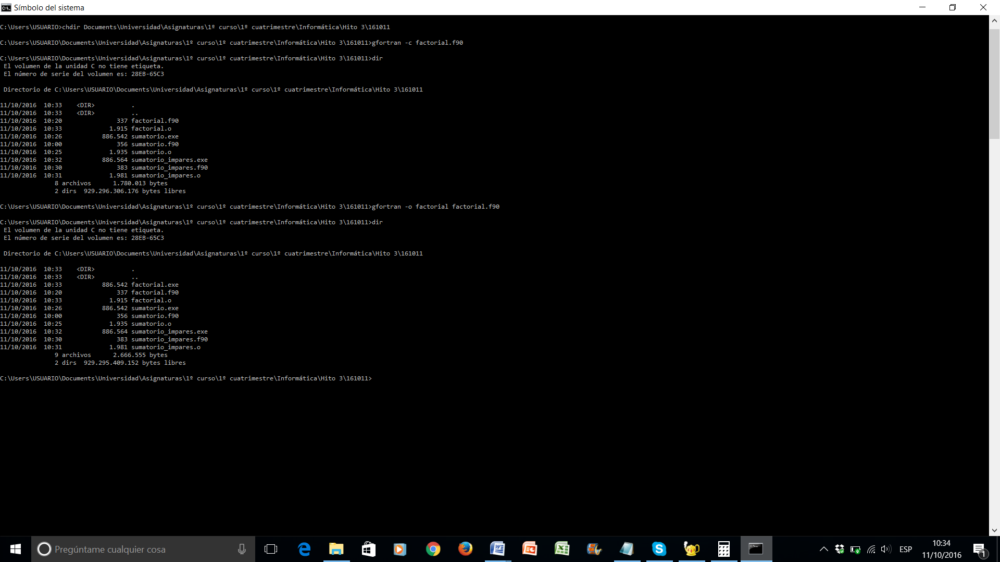 Símbolo del sistema
C:\Users\USUARIO>chdir Documents\Universidad\Asignaturas\1º curso\1º cuatrimestre\Informática\Hito 3\161011
C:\Users\USUARIO\Documents\Universidad\Asignaturas\1º curso\1º cuatrimestre\Informática\Hito 3\161011>gfortran -c factorial.f90
C:\Users\USUARIO\Documents\Universidad\Asignaturas\1º curso\1º cuatrimestre\Informática\Hito 3\161011>dir
El volumen de la unidad C no tiene etiqueta.
El número de serie del volumen es: 28EB-65C3
Directorio de C:\Users\USUARIO\Documents\Universidad\Asignaturas\1º curso\1º cuatrimestre\Informática\Hito 3\161011
11/10/2016  10:33    <DIR>          .
11/10/2016  10:33    <DIR>          ..
11/10/2016  10:20               337 factorial.f90
11/10/2016  10:33             1.915 factorial.o
11/10/2016  10:26           886.542 sumatorio.exe
11/10/2016  10:00               356 sumatorio.f90
11/10/2016  10:25             1.935 sumatorio.o
11/10/2016  10:32           886.564 sumatorio_impares.exe
11/10/2016  10:30               383 sumatorio_impares.f90
11/10/2016  10:31             1.981 sumatorio_impares.o
8 archivos      1.780.013 bytes
2 dirs  929.296.306.176 bytes libres
C:\Users\USUARIO\Documents\Universidad\Asignaturas\1º curso\1º cuatrimestre\Informática\Hito 3\161011>gfortran -o factorial factorial.f90
C:\Users\USUARIO\Documents\Universidad\Asignaturas\1º curso\1º cuatrimestre\Informática\Hito 3\161011>dir
El volumen de la unidad C no tiene etiqueta.
El número de serie del volumen es: 28EB-65C3
Directorio de C:\Users\USUARIO\Documents\Universidad\Asignaturas\1º curso\1º cuatrimestre\Informática\Hito 3\161011
11/10/2016  10:33    <DIR>          .
11/10/2016  10:33    <DIR>          ..
11/10/2016  10:33           886.542 factorial.exe
11/10/2016  10:20               337 factorial.f90
11/10/2016  10:33             1.915 factorial.o
11/10/2016  10:26           886.542 sumatorio.exe
11/10/2016  10:00               356 sumatorio.f90
11/10/2016  10:25             1.935 sumatorio.o
11/10/2016  10:32           886.564 sumatorio_impares.exe
11/10/2016  10:30               383 sumatorio_impares.f90
11/10/2016  10:31             1.981 sumatorio_impares.o
9 archivos      2.666.555 bytes
2 dirs  929.295.409.152 bytes libres
C:\Users\USUARIO\Documents\Universidad\Asignaturas\1º curso\1º cuatrimestre\Informática\Hito 3\161011>
Pregúntame cualquier cosa
ESP
10:34
11/10/2016
1